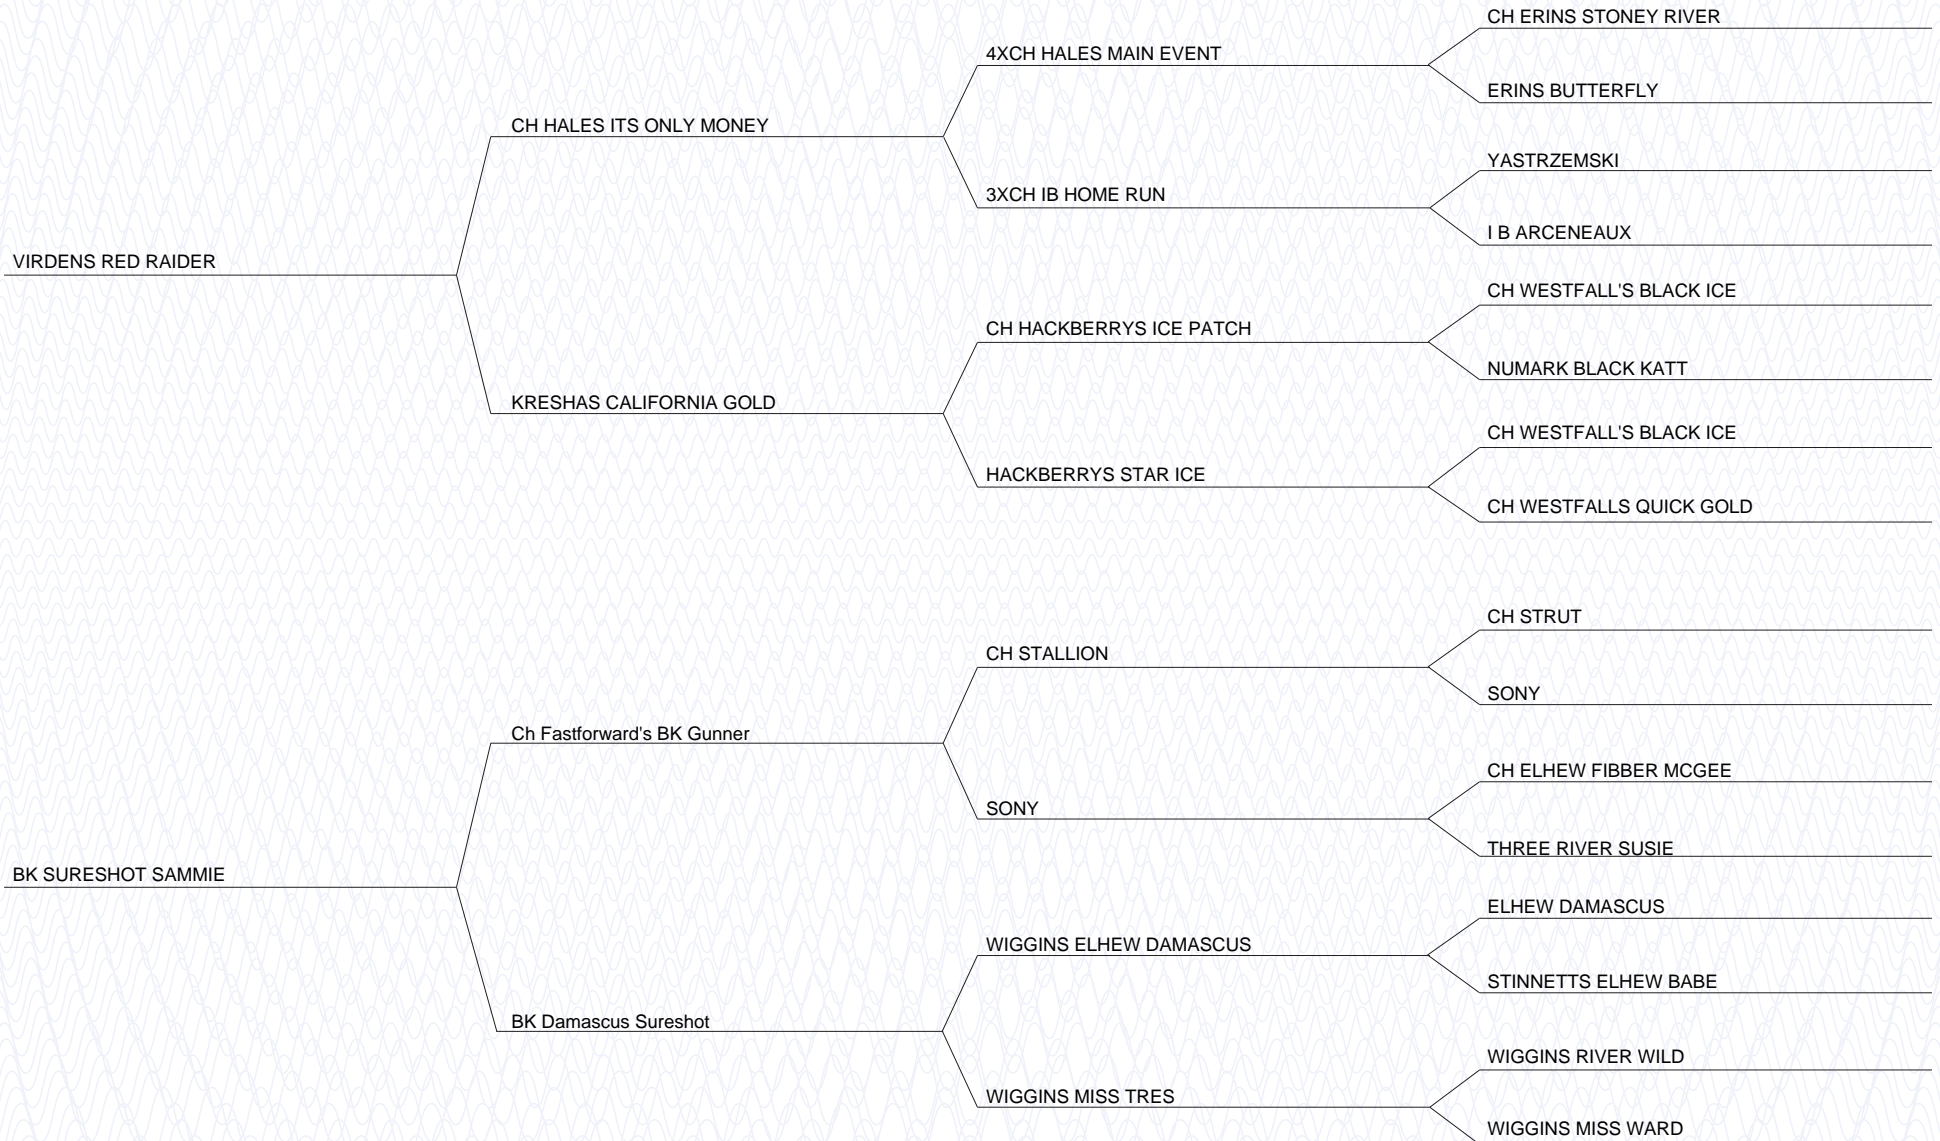 CH ERINS STONEY RIVER
4XCH HALES MAIN EVENT
ERINS BUTTERFLY
CH HALES ITS ONLY MONEY
YASTRZEMSKI
3XCH IB HOME RUN
I B ARCENEAUX
VIRDENS RED RAIDER
CH WESTFALL'S BLACK ICE
CH HACKBERRYS ICE PATCH
NUMARK BLACK KATT
KRESHAS CALIFORNIA GOLD
CH WESTFALL'S BLACK ICE
HACKBERRYS STAR ICE
CH WESTFALLS QUICK GOLD
CH STRUT
CH STALLION
SONY
Ch Fastforward's BK Gunner
CH ELHEW FIBBER MCGEE
SONY
THREE RIVER SUSIE
BK SURESHOT SAMMIE
ELHEW DAMASCUS
WIGGINS ELHEW DAMASCUS
STINNETTS ELHEW BABE
BK Damascus Sureshot
WIGGINS RIVER WILD
WIGGINS MISS TRES
WIGGINS MISS WARD